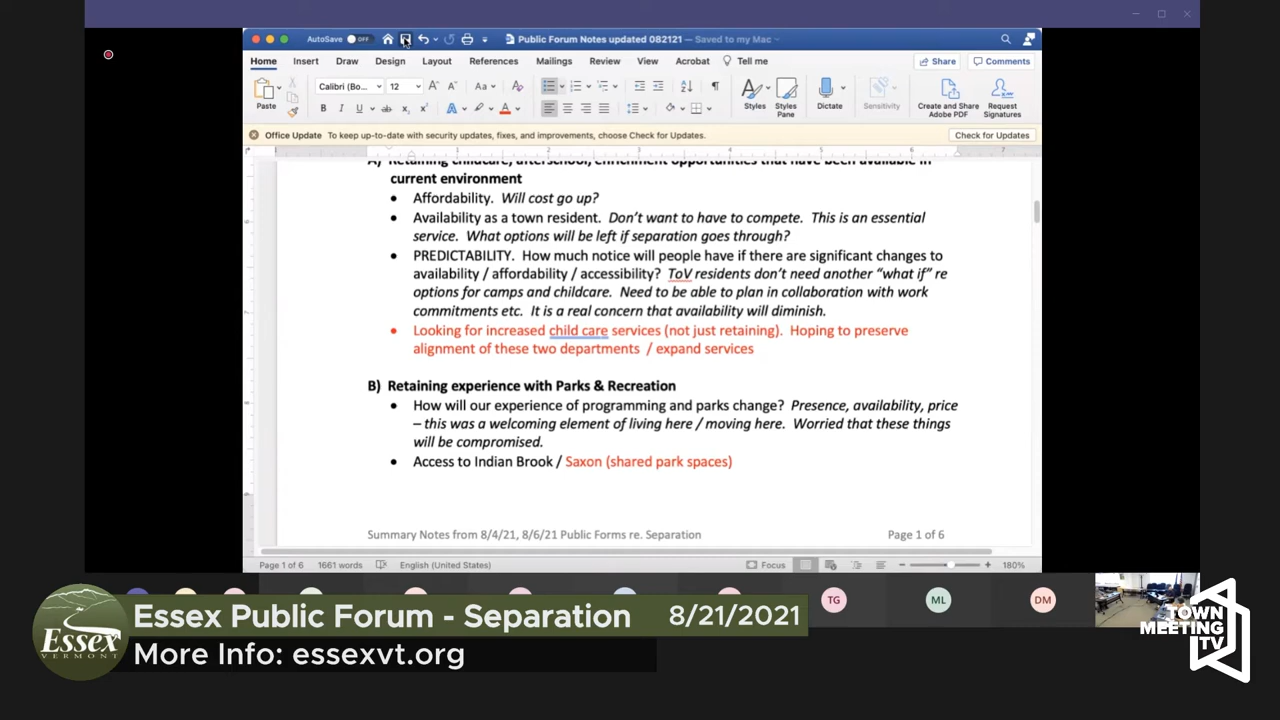 AutoSave OFF Public Forum Notes updated 082121 — Saved to my Mac
Home Insert Draw Design Layout References Mailings Review View Acrobat Tell me Share Comments
Paste Calibri (Bo... 12 Styles Styles Pane Dictate Sensitivity Create and Share Adobe PDF Request Signatures
Office Update To keep up-to-date with security updates, fixes, and improvements, choose Check for Updates. Check for Updates
A) Retaining childcare, afterschool, enrichment opportunities that have been available in
current environment
• Affordability. Will cost go up?
• Availability as a town resident. Don't want to have to compete. This is an essential
service. What options will be left if separation goes through?
• PREDICTABILITY. How much notice will people have if there are significant changes to
availability / affordability / accessibility? ToV residents don't need another "what if" re
options for camps and childcare. Need to be able to plan in collaboration with work
commitments etc. It is a real concern that availability will diminish.
• Looking for increased child care services (not just retaining). Hoping to preserve
alignment of these two departments / expand services
B) Retaining experience with Parks & Recreation
• How will our experience of programming and parks change? Presence, availability, price
– this was a welcoming element of living here / moving here. Worried that these things
will be compromised.
• Access to Indian Brook / Saxon (shared park spaces)
Summary Notes from 8/4/21, 8/6/21 Public Forms re. Separation Page 1 of 6
Page 1 of 6 1661 words English (United States) Focus 180%
TG ML DM
Essex Public Forum - Separation 8/21/2021
More Info: essexvt.org
Essex
VERMONT
TOWN
MEETING
TV